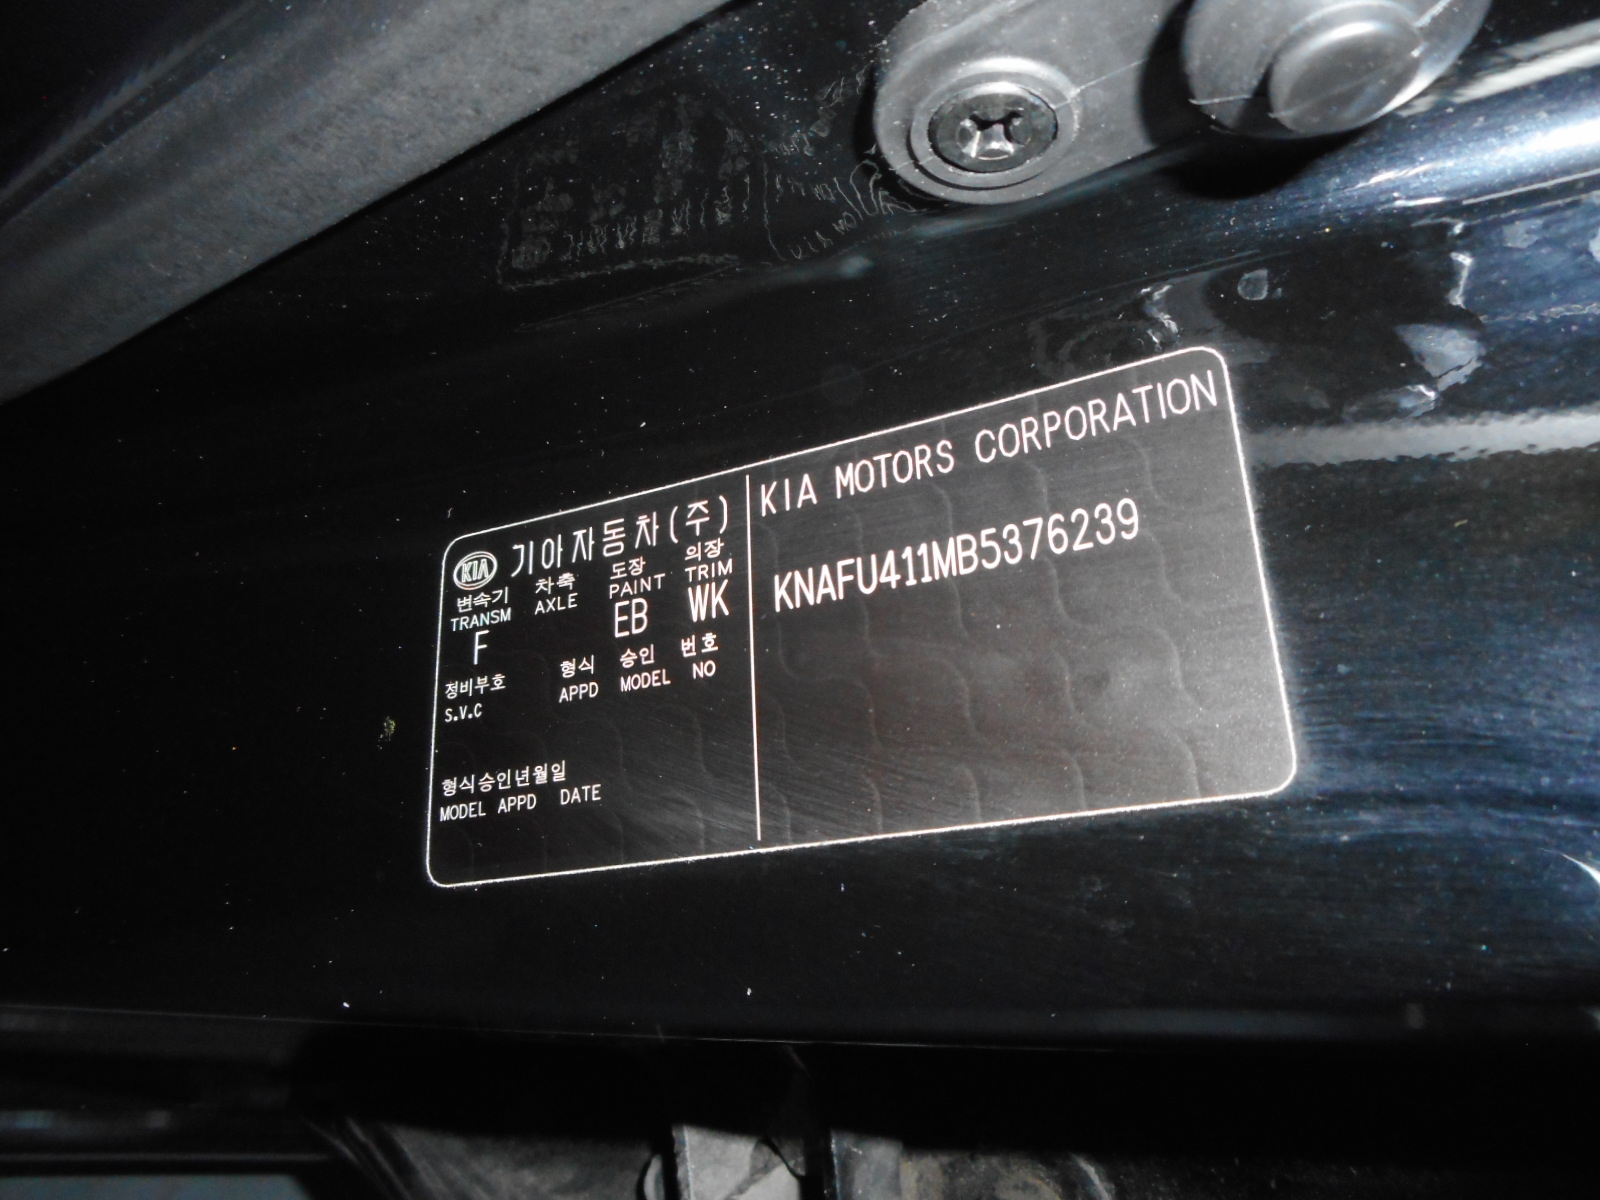 KIA 기아자동차(주)
변속기 차축 도장 의장
TRANSM AXLE PAINT TRIM
F EB WK
정비부호 형식 승인 번호
S.V.C APPD MODEL NO
형식승인년월일
MODEL APPD DATE
KIA MOTORS CORPORATION
KNAFU411MB5376239